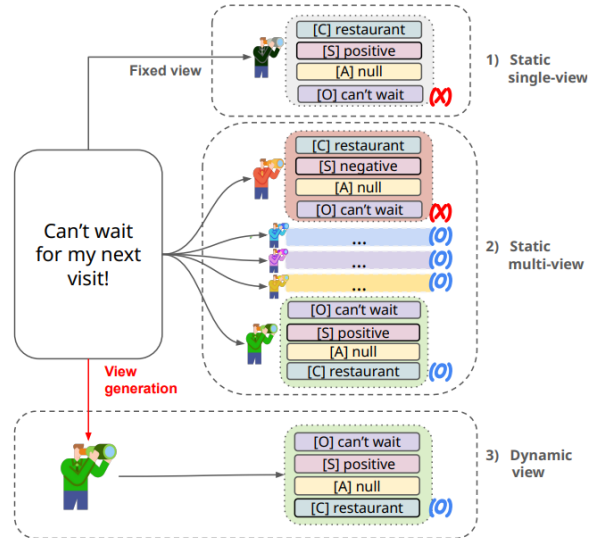 [C] restaurant
[S] positive
[A] null
[O] can't wait
(X)
Fixed view
1) Static
single-view
Can't wait
for my next
visit!
[C] restaurant
[S] negative
[A] null
[O] can't wait
(X)
... (O)
... (O)
... (O)
[O] can't wait
[S] positive
[A] null
[C] restaurant
(O)
2) Static
multi-view
View
generation
[O] can't wait
[S] positive
[A] null
[C] restaurant
(O)
3) Dynamic
view